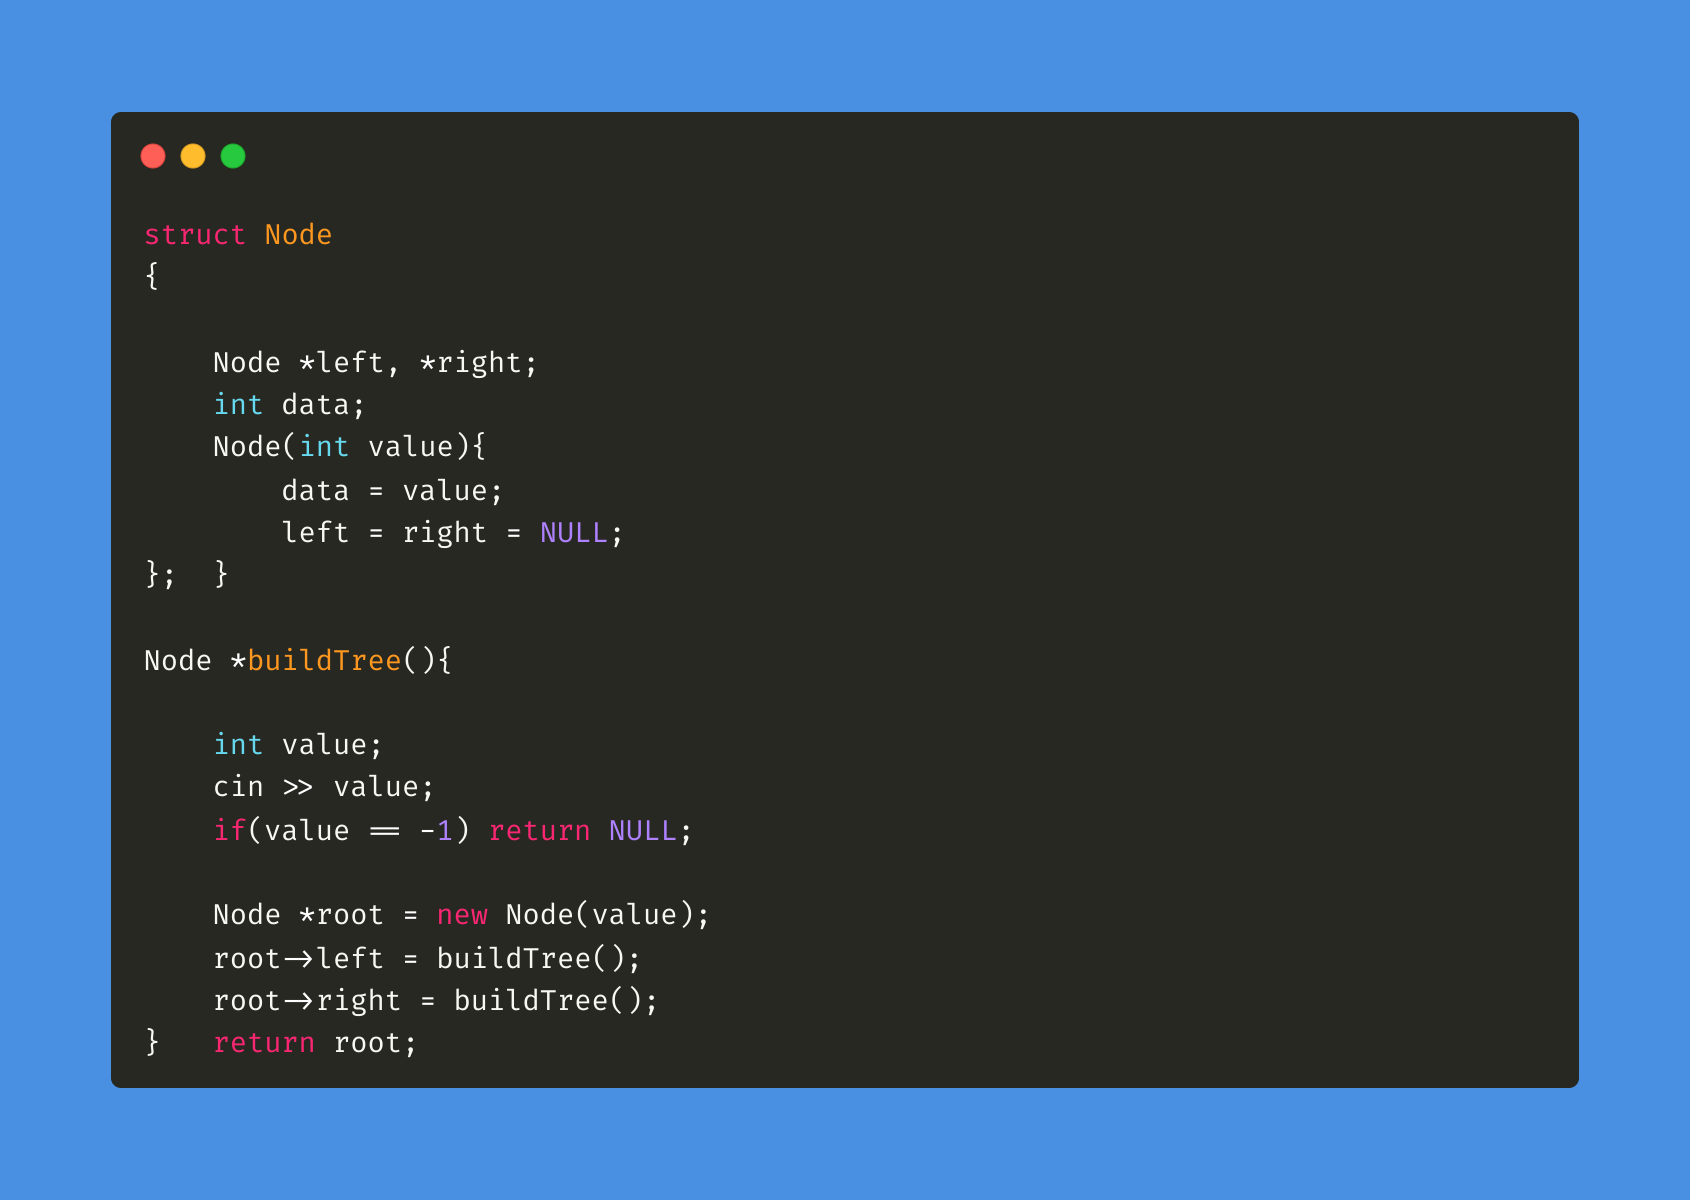 struct Node
{
    Node *left, *right;
    int data;
    Node(int value){
        data = value;
        left = right = NULL;
};  }
Node *buildTree(){
    int value;
    cin >> value;
    if(value == -1) return NULL;
    Node *root = new Node(value);
    root->left = buildTree();
    root->right = buildTree();
}   return root;